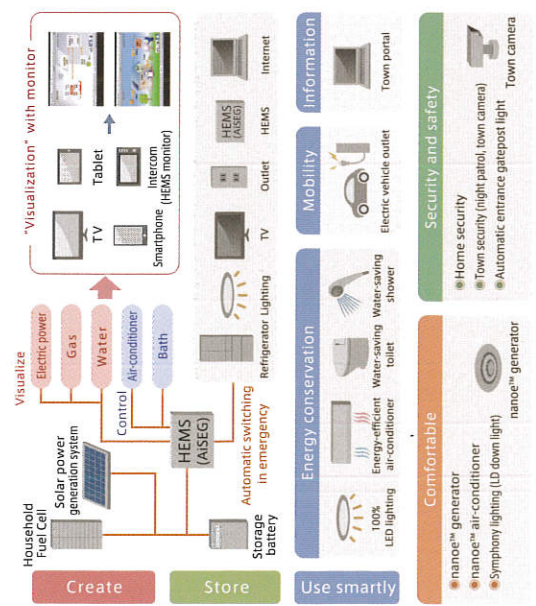 Create
Store
Use smartly
Household
Fuel Cell
Solar power
generation system
Storage
battery
HEMS
(AiSEG)
Visualize
Electric power
Gas
Water
Control
Air-conditioner
Bath
Automatic switching
in emergency
"Visualization" with monitor
TV
Tablet
Smartphone
Intercom
(HEMS monitor)
Refrigerator
Lighting
TV
Outlet
HEMS
(AiSEG)
HEMS
Internet
Energy conservation
100%
LED lighting
Energy-efficient
air-conditioner
Water-saving
toilet
Water-saving
shower
Mobility
Electric vehicle outlet
Information
Town portal
Comfortable
nanoe™ generator
nanoe™ air-conditioner
Symphony lighting (LD down light)
nanoe™ generator
Security and safety
Home security
Town security (night patrol, town camera)
Automatic entrance gatepost light
Town camera